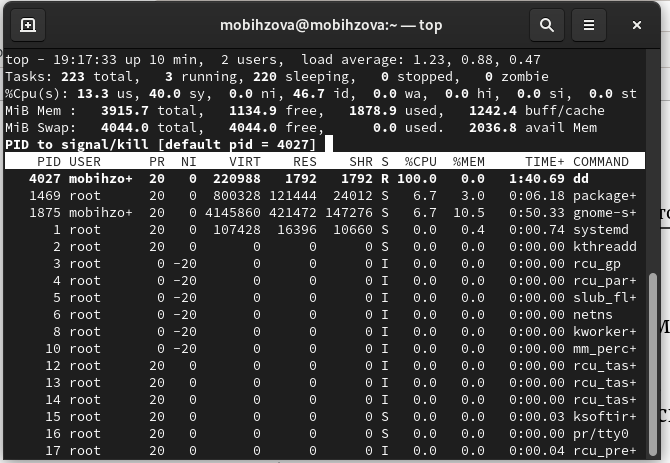 mobihzova@mobihzova:~ — top
top - 19:17:33 up 10 min,  2 users,  load average: 1.23, 0.88, 0.47
Tasks: 223 total,   3 running, 220 sleeping,   0 stopped,   0 zombie
%Cpu(s): 13.3 us, 40.0 sy,  0.0 ni, 46.7 id,  0.0 wa,  0.0 hi,  0.0 si,  0.0 st
MiB Mem :   3915.7 total,   1134.9 free,   1878.9 used,   1242.4 buff/cache
MiB Swap:   4044.0 total,   4044.0 free,      0.0 used.   2036.8 avail Mem
PID to signal/kill [default pid = 4027]
PID USER      PR  NI    VIRT    RES    SHR S  %CPU  %MEM     TIME+ COMMAND
4027 mobihzo+  20   0  220988   1792   1792 R 100.0   0.0   1:40.69 dd
1469 root      20   0  800328 121444  24012 S   6.7   3.0   0:06.18 package+
1875 mobihzo+  20   0 4145860 421472 147276 S   6.7  10.5   0:50.33 gnome-s+
1 root      20   0  107428  16396  10660 S   0.0   0.4   0:00.74 systemd
2 root      20   0       0      0      0 S   0.0   0.0   0:00.00 kthreadd
3 root       0 -20       0      0      0 I   0.0   0.0   0:00.00 rcu_gp
4 root       0 -20       0      0      0 I   0.0   0.0   0:00.00 rcu_par+
5 root       0 -20       0      0      0 I   0.0   0.0   0:00.00 slub_fl+
6 root       0 -20       0      0      0 I   0.0   0.0   0:00.00 netns
8 root       0 -20       0      0      0 I   0.0   0.0   0:00.00 kworker+
10 root       0 -20       0      0      0 I   0.0   0.0   0:00.00 mm_perc+
12 root      20   0       0      0      0 I   0.0   0.0   0:00.00 rcu_tas+
13 root      20   0       0      0      0 I   0.0   0.0   0:00.00 rcu_tas+
14 root      20   0       0      0      0 I   0.0   0.0   0:00.00 rcu_tas+
15 root      20   0       0      0      0 S   0.0   0.0   0:00.03 ksoftir+
16 root      20   0       0      0      0 S   0.0   0.0   0:00.00 pr/tty0
17 root      20   0       0      0      0 I   0.0   0.0   0:00.04 rcu_pre+